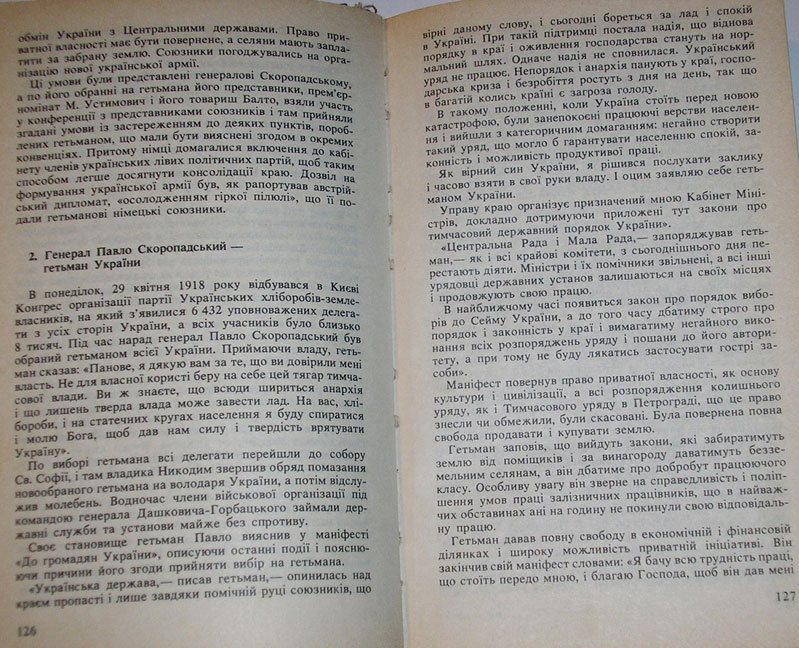 обмін України з Центральними державами. Право при-
ватної власності має бути повернене, а селяни мають запла-
тити за забрану землю. Союзники погоджувались на орга-
нізацію нової української армії.
Ці умови були представлені генералові Скоропадському,
а по його обранні на гетьмана його представники, прем'єр-
номінат М. Устимович і його товариш Балто, взяли участь
у конференції з представниками союзників і там прийняли
згадані умови із застереженням до деяких пунктів, пороб-
лених гетьманом, що мали бути вияснені згодом в окремих
конвенціях. Притому німці домагалися включення до кабі-
нету членів українських лівих політичних партій, щоб таким
способом легше досягнути консолідації краю. Дозвіл на
формування української армії був, як рапортував австрій-
ський дипломат, «осолодженням гіркої пілюлі», що її по-
дали гетьманові німецькі союзники.
2. Генерал Павло Скоропадський —
гетьман України
В понеділок, 29 квітня 1918 року відбувався в Києві
Конгрес організації партії Українських хліборобів-земле-
власників, на який з'явилися 6 432 уповноважених делега-
ти з усіх сторін України, а всіх учасників було близько
8 тисяч. Під час нарад генерал Павло Скоропадський був
обраний гетьманом всієї України. Приймаючи владу, геть-
ман сказав: «Панове, я дякую вам за те, що ви довірили мені
власть. Не для власної користі беру на себе цей тягар тимча-
сової влади. Ви ж знаєте, що всюди шириться анархія
і що лишень тверда влада може завести лад. На вас, хлі-
бороби, і на статечних кругах населення я буду спиратися
і молю Бога, щоб дав нам силу і твердість врятувати
Україну».
По виборі гетьмана всі делегати перейшли до собору
Св. Софії, і там владика Никодим звершив обряд помазання
новообраного гетьмана на володаря України, а потім відслу-
жив молебень. Водночас члени військової організації під
командою генерала Дашкевича-Горбацького займали дер-
жавні служби та установи майже без спротиву.
Своє становище гетьман Павло вияснив у маніфесті
«До громадян України», описуючи останні події і поясню-
ючи причини його згоди прийняти вибір на гетьмана.
«Українська держава,— писав гетьман,— опинилась над
краєм пропасті і лише завдяки помічній руці союзників, що
126
вірні даному слову, і сьогодні бореться за лад і спокій
в Україні. При такій підтримці постала надія, що віднова
порядку в краї і оживлення господарства стануть на нор-
мальний шлях. Одначе надія не сповнилася. Український
уряд не працює. Непорядок і анархія панують у краї, господ-
дарська криза і безробіття ростуть з дня на день, так що
в багатій колись країні є загроза голоду.
В такому положенні, коли Україна стоїть перед новою
катастрофою, були занепокоєні працюючі верстви населен-
ня і вийшли з категоричним домаганням: негайно створити
такий уряд, що могло б гарантувати населенню спокій, за-
конність і можливість продуктивної праці.
Як вірний син України, я рішився послухати заклику
і часово взяти в свої руки владу. І оцим заявляю себе геть-
маном України.
Управу краю організує призначений мною Кабінет Міні-
стрів, докладно дотримуючи приложені тут закони про
тимчасовий державний порядок України».
«Центральна Рада і Мала Рада,— запоряджував геть-
ман,— як і всі крайові комітети, з сьогоднішнього дня пе-
рестають діяти. Міністри і їх помічники звільнені, а всі інші
урядовці державних установ залишаються на своїх місцях
і продовжують свою працю.
В найближчому часі появиться закон про порядок вибо-
рів до Сейму України, а до того часу дбатиму строго про
порядок і законність у краї і вимагатиму негайного вико-
нання всіх розпоряджень уряду і пошани до його автори-
тету, а при тому не буду лякатись застосувати гострі за-
соби».
Маніфест повернув право приватної власності, як основу
культури і цивілізації, а всі розпорядження колишнього
уряду, як і Тимчасового уряду в Петрограді, що це право
знесли чи обмежили, були скасовані. Була повернена повна
свобода продавати і купувати землю.
Гетьман заповів, що вийдуть закони, які забиратимуть
землю від поміщиків і за винагороду даватимуть беззе-
мельним селянам, а він дбатиме про добробут працюючого
класу. Особливу увагу він зверне на справедливість і поліп-
шення умов праці залізничних працівників, що в найваж-
чих обставинах ані на годину не покинули свою відповідаль-
ну працю.
Гетьман давав повну свободу в економічній і фінансовій
ділянках і широку можливість приватній ініціативі. Він
закінчив свій маніфест словами: «Я бачу всю трудність праці,
що стоїть передо мною, і благаю Господа, щоб він дав мені
127